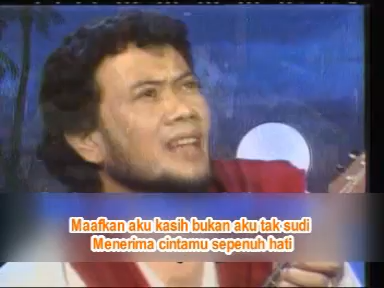 Maafkan aku kasih bukan aku tak sudi
Menerima cintamu sepenuh hati